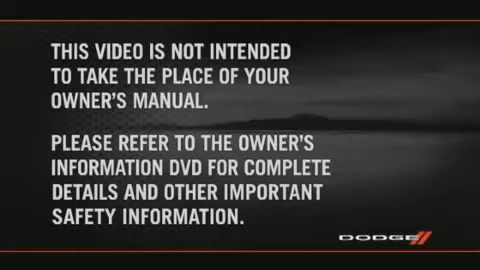 THIS VIDEO IS NOT INTENDED
TO TAKE THE PLACE OF YOUR
OWNER'S MANUAL.
PLEASE REFER TO THE OWNER'S
INFORMATION DVD FOR COMPLETE
DETAILS AND OTHER IMPORTANT
SAFETY INFORMATION.
DODGE